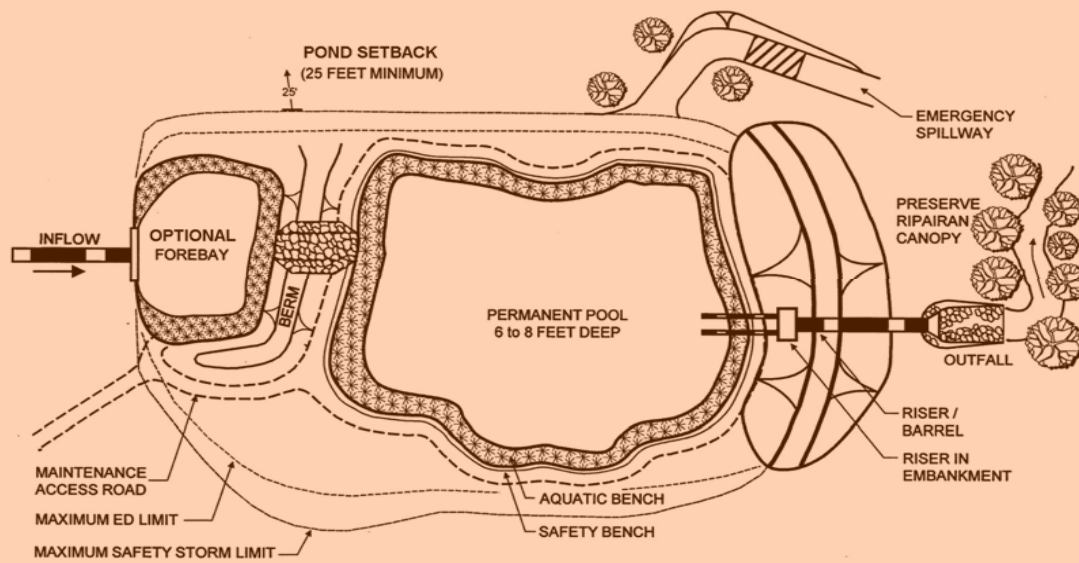 POND SETBACK
(25 FEET MINIMUM)
25'
EMERGENCY
SPILLWAY
PRESERVE
RIPAIRAN
CANOPY
INFLOW
OPTIONAL
FOREBAY
BERM
PERMANENT POOL
6 to 8 FEET DEEP
OUTFALL
RISER /
BARREL
RISER IN
EMBANKMENT
MAINTENANCE
ACCESS ROAD
AQUATIC BENCH
MAXIMUM ED LIMIT
SAFETY BENCH
MAXIMUM SAFETY STORM LIMIT